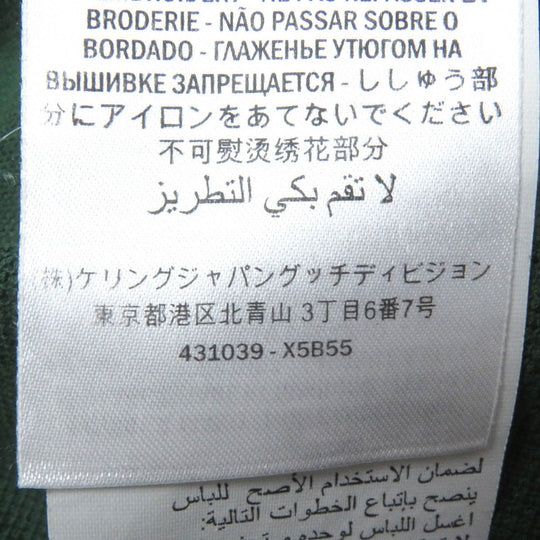 BRODERIE - NÃO PASSAR SOBRE O
BORDADO - ГЛАЖЕНЬЕ УТЮГОМ НА
ВЫШИВКЕ ЗАПРЕЩАЕТСЯ - ししゅう部
分にアイロンをあてないでください
不可熨烫绣花部分
لا تقم بكي التطريز
(株)ケリングジャパングッチディビジョン
東京都港区北青山 3丁目6番7号
431039 - X5B55
لضمان الاستخدام الأصح للباس
ينصح بإتباع الخطوات التالية:
اغسل اللباس لوحده